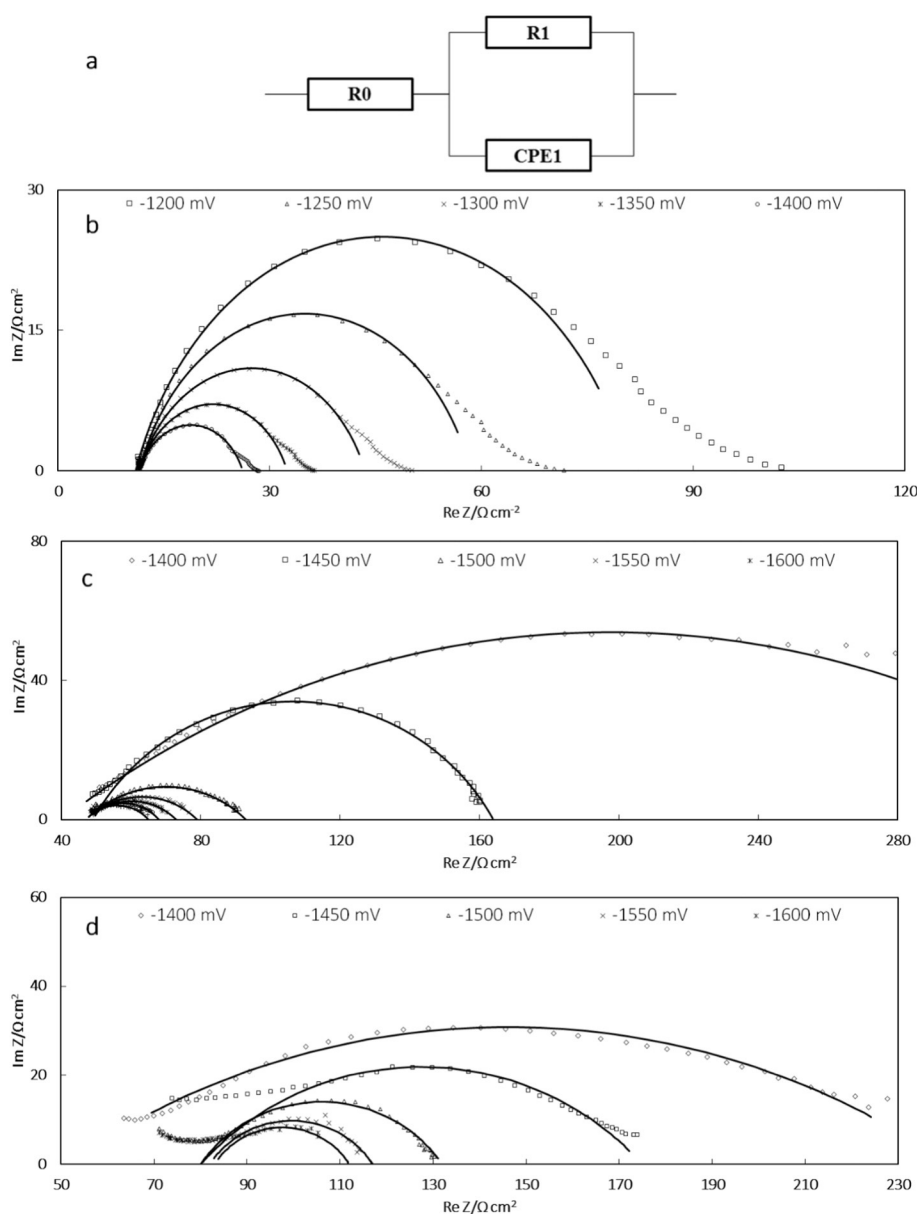 a
R0
R1
CPE1
b
-1200 mV -1250 mV -1300 mV -1350 mV -1400 mV
Im Z/Ω cm²
30
15
0
0 30 60 90 120
Re Z/Ω cm⁻²
c
-1400 mV -1450 mV -1500 mV -1550 mV -1600 mV
Im Z/Ω cm²
80
40
0
40 80 120 160 200 240 280
Re Z/Ω cm²
d
-1400 mV -1450 mV -1500 mV -1550 mV -1600 mV
Im Z/Ω cm²
60
40
20
0
50 70 90 110 130 150 170 190 210 230
Re Z/Ω cm²